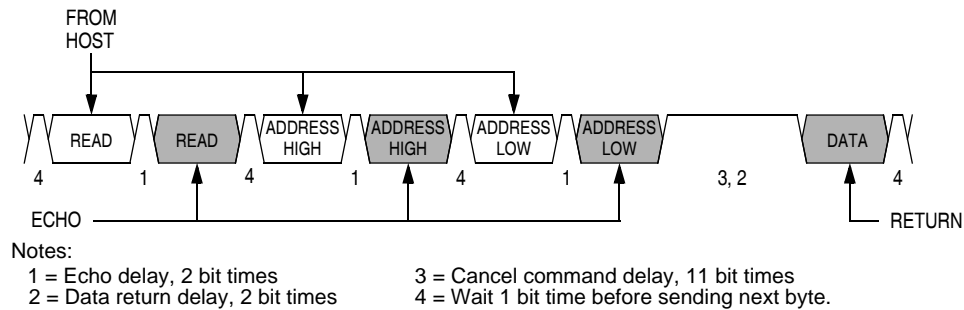 FROM
HOST
READ READ ADDRESS HIGH ADDRESS HIGH ADDRESS LOW ADDRESS LOW DATA
4 1 4 1 4 1 3, 2 4
ECHO RETURN
Notes:
1 = Echo delay, 2 bit times 3 = Cancel command delay, 11 bit times
2 = Data return delay, 2 bit times 4 = Wait 1 bit time before sending next byte.